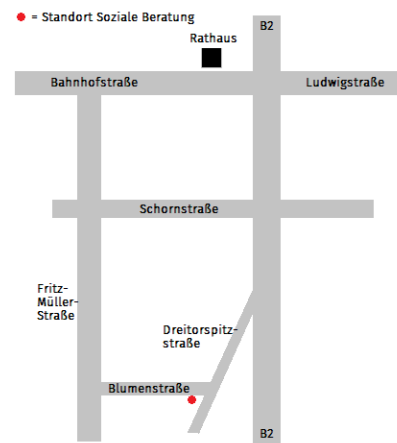 = Standort Soziale Beratung
B2
Rathaus
Bahnhofstraße
Ludwigstraße
Schornstraße
Fritz-
Müller-
Straße
Dreitorspitz-
straße
Blumenstraße
B2